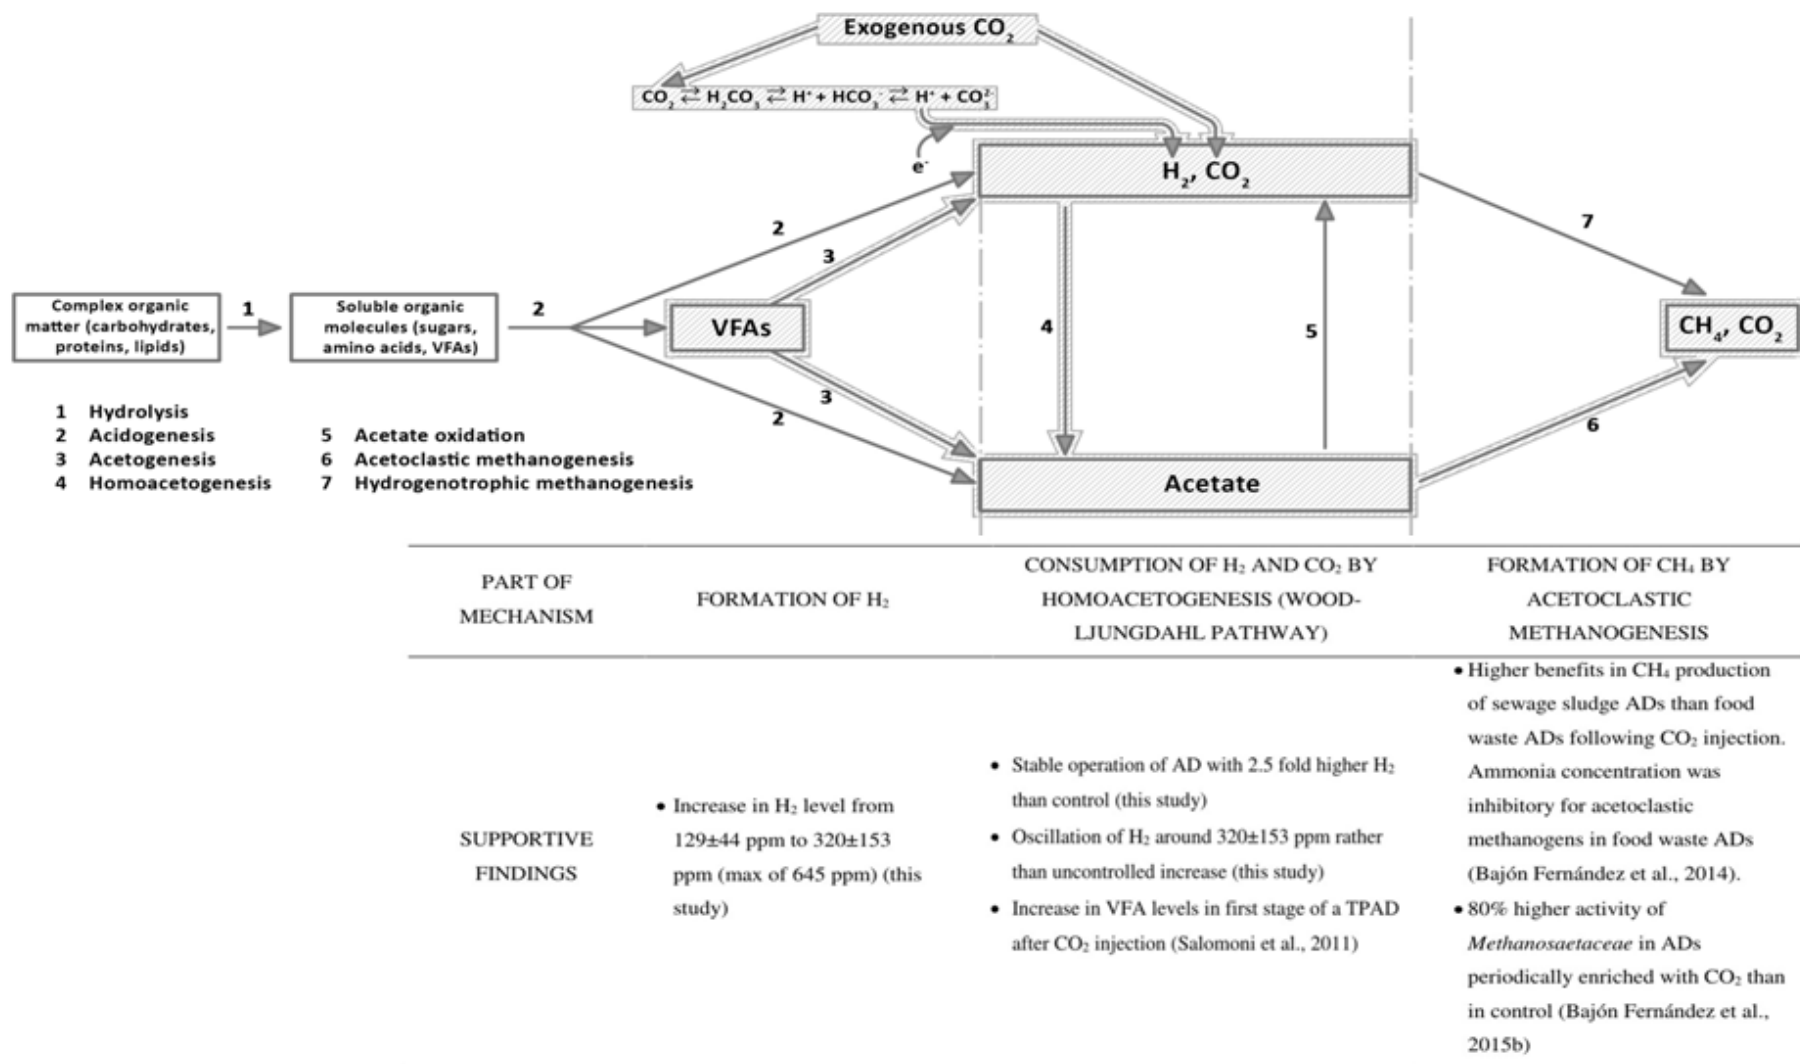 Exogenous CO₂
CO₂ ⇄ H₂CO₃ ⇄ H⁺ + HCO₃⁻ ⇄ H⁺ + CO₃²⁻
e⁻
H₂, CO₂
2
3
7
Complex organic
matter (carbohydrates,
proteins, lipids)
1
Soluble organic
molecules (sugars,
amino acids, VFAs)
2
VFAs
4
5
CH₄, CO₂
3
2
6
Acetate
1 Hydrolysis
2 Acidogenesis
3 Acetogenesis
4 Homoacetogenesis
5 Acetate oxidation
6 Acetoclastic methanogenesis
7 Hydrogenotrophic methanogenesis
PART OF
MECHANISM
FORMATION OF H₂
CONSUMPTION OF H₂ AND CO₂ BY
HOMOACETOGENESIS (WOOD-
LJUNGDAHL PATHWAY)
FORMATION OF CH₄ BY
ACETOCLASTIC
METHANOGENESIS
SUPPORTIVE
FINDINGS
• Increase in H₂ level from
129±44 ppm to 320±153
ppm (max of 645 ppm) (this
study)
• Stable operation of AD with 2.5 fold higher H₂
than control (this study)
• Oscillation of H₂ around 320±153 ppm rather
than uncontrolled increase (this study)
• Increase in VFA levels in first stage of a TPAD
after CO₂ injection (Salomoni et al., 2011)
• Higher benefits in CH₄ production
of sewage sludge ADs than food
waste ADs following CO₂ injection.
Ammonia concentration was
inhibitory for acetoclastic
methanogens in food waste ADs
(Bajón Fernández et al., 2014).
• 80% higher activity of
Methanosaetaceae in ADs
periodically enriched with CO₂ than
in control (Bajón Fernández et al.,
2015b)